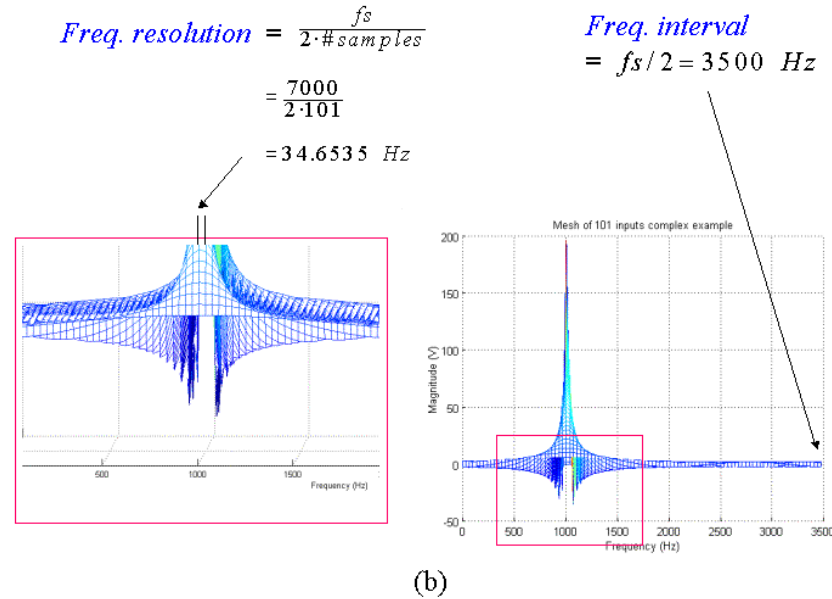 Freq. resolution = fs / 2·#samples
= 7000 / 2·101
= 34.6535 Hz
Freq. interval
= fs/2 = 3500 Hz
500
1000
1500
Frequency (Hz)
Mesh of 101 inputs complex example
Magnitude (V)
200
150
100
50
0
-50
0
500
1000
1500
2000
2500
3000
3500
Frequency (Hz)
(b)